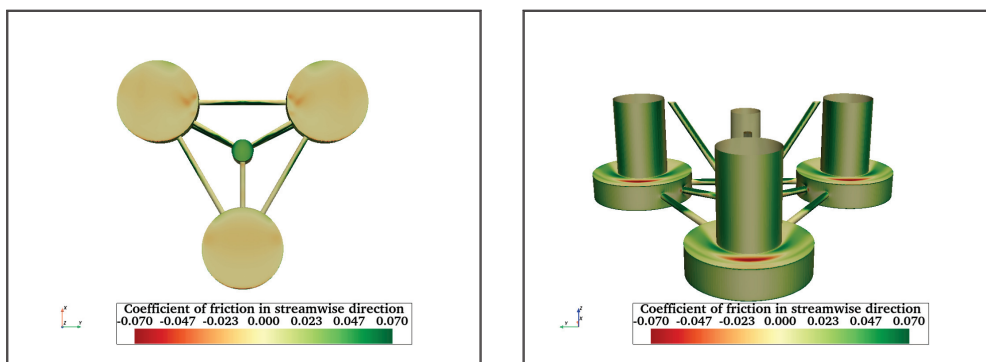 x
z y
Coefficient of friction in streamwise direction
-0.070 -0.047 -0.023 0.000 0.023 0.047 0.070
z
y x
Coefficient of friction in streamwise direction
-0.070 -0.047 -0.023 0.000 0.023 0.047 0.070